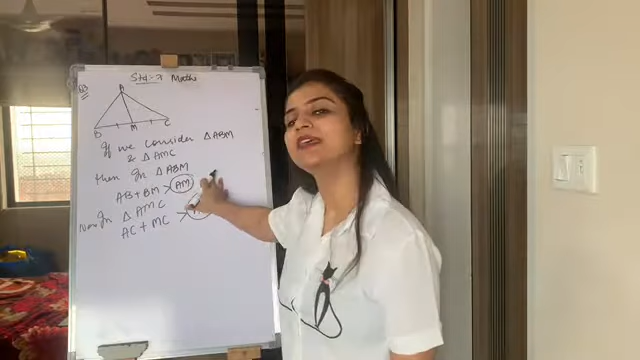 Std:- 7 Maths
Q3
A
B M C
If we consider △ABM
& △AMC
then In △ABM
AB + BM > AM
Now In △AMC
AC + MC >